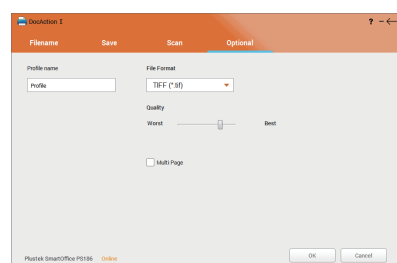 DocAction I
?
Filename Save Scan Optional
Profile name
File Format
Profile
TIFF (*.tif)
Quality
Worst Best
Multi Page
Plustek SmartOffice PS186 Online
OK Cancel